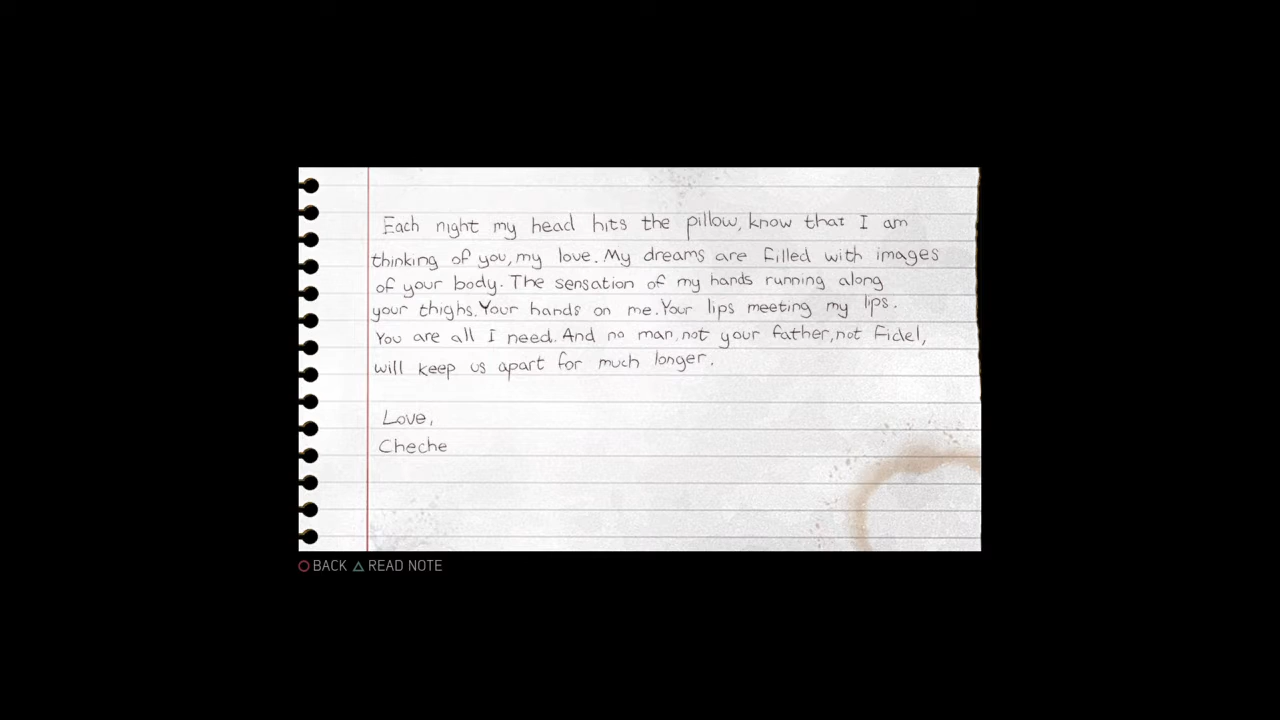 Each night my head hits the pillow, know that I am
thinking of you, my love. My dreams are filled with images
of your body. The sensation of my hands running along
your thighs. Your hands on me. Your lips meeting my lips.
You are all I need. And no man, not your father, not Fidel,
will keep us apart for much longer.
Love,
Cheche
BACK READ NOTE